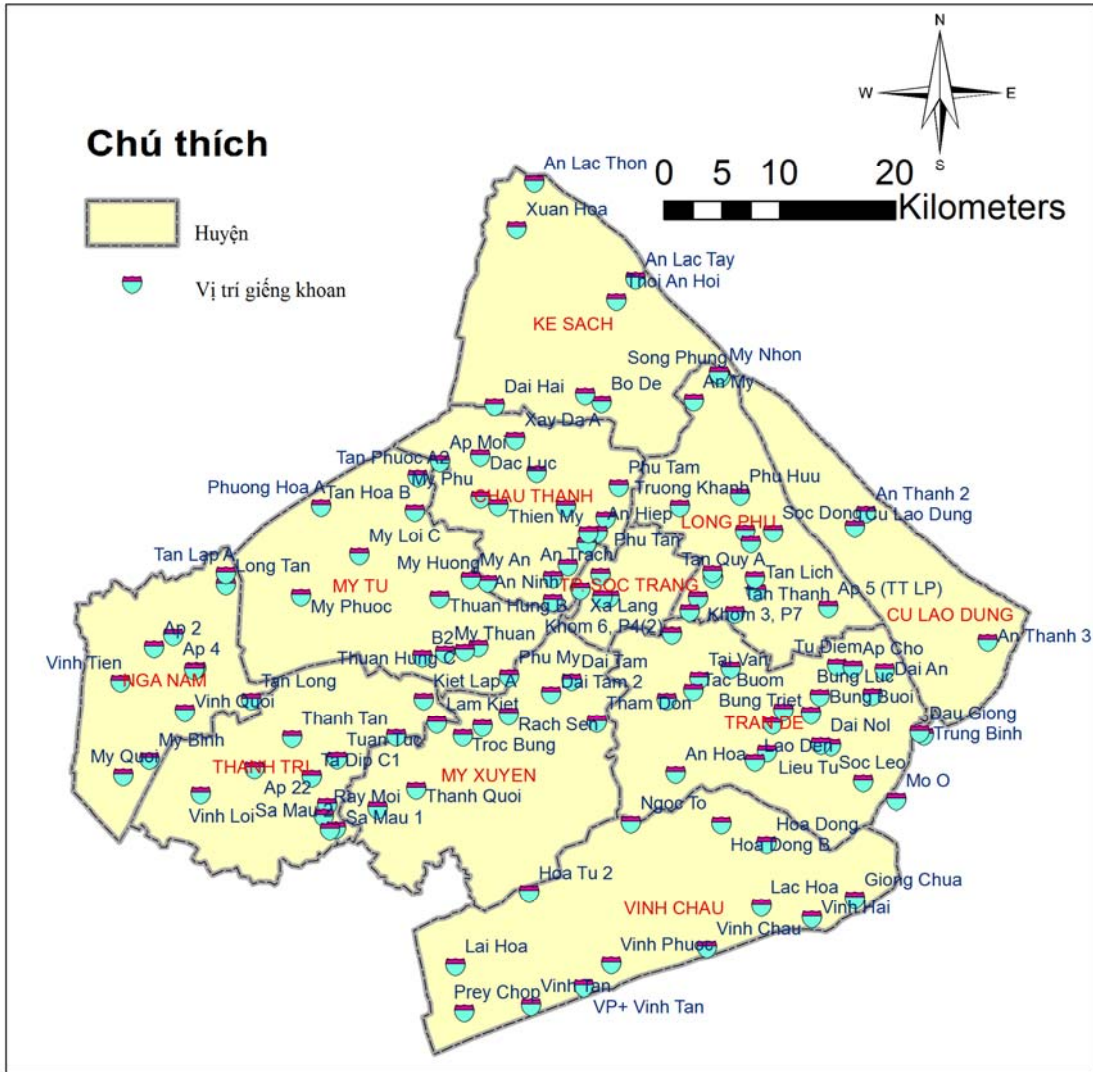 N
W
E
S
Chú thích
Huyện
Vị trí giếng khoan
0 10 20
Kilometers
An Lac Thon
Xuan Hoa
An Lac Tay
Thoi An Hoi
KE SACH
Song Phung
My Nhon
An My
Dai Hai
Bo De
Xay Da A
Ap Moi
Dac Luc
Tan Phuoc A2
My Phu
Phu Tam
Phuong Hoa A
Tan Hoa B
CHAU THANH
Truong Khanh
Phu Huu
Thien My
An Hiep
LONG PHU
Soc Dong
An Thanh 2
Cu Lao Dung
My Loi C
Phu Tan
Tan Lap A
Long Tan
My Huong
My An
An Trach
Tan Quy A
MY TU
An Ninh
TP SOC TRANG
Tan Lich
My Phuoc
Thuan Hung B
Xa Lang
Tan Thanh
Ap 5 (TT LP)
Khom 6, P4(2)
Khom 3, P7
CU LAO DUNG
Ap 2
B2
My Thuan
An Thanh 3
Ap 4
Thuan Hung C
Phu My
Dai Tam
Tai Van
Tu Diem
Ap Cho
Vinh Tien
NGA NAM
Kiet Lap A
Dai Tam 2
Tac Buom
Bung Luc
Dai An
Vinh Quoi
Tan Long
Lam Kiet
Tham Don
Bung Triet
Bung Buoi
Thanh Tan
Rach Sen
TRAN DE
Dai Noi
Dau Giong
Tuan Tuc
Troc Bung
Trung Binh
My Quoi
My Binh
THANH TRI
Ta Dip C1
MY XUYEN
An Hoa
Lao Den
Lieu Tu
Soc Leo
Ap 22
Thanh Quoi
Mo O
Vinh Loi
Sa Mau 2
Ray Moi
Sa Mau 1
Ngoc To
Hoa Dong
Hoa Dong B
Hoa Tu 2
Lac Hoa
Giong Chua
VINH CHAU
Vinh Hai
Vinh Chau
Lai Hoa
Vinh Phuoc
Prey Chop
Vinh Tan
VP+ Vinh Tan